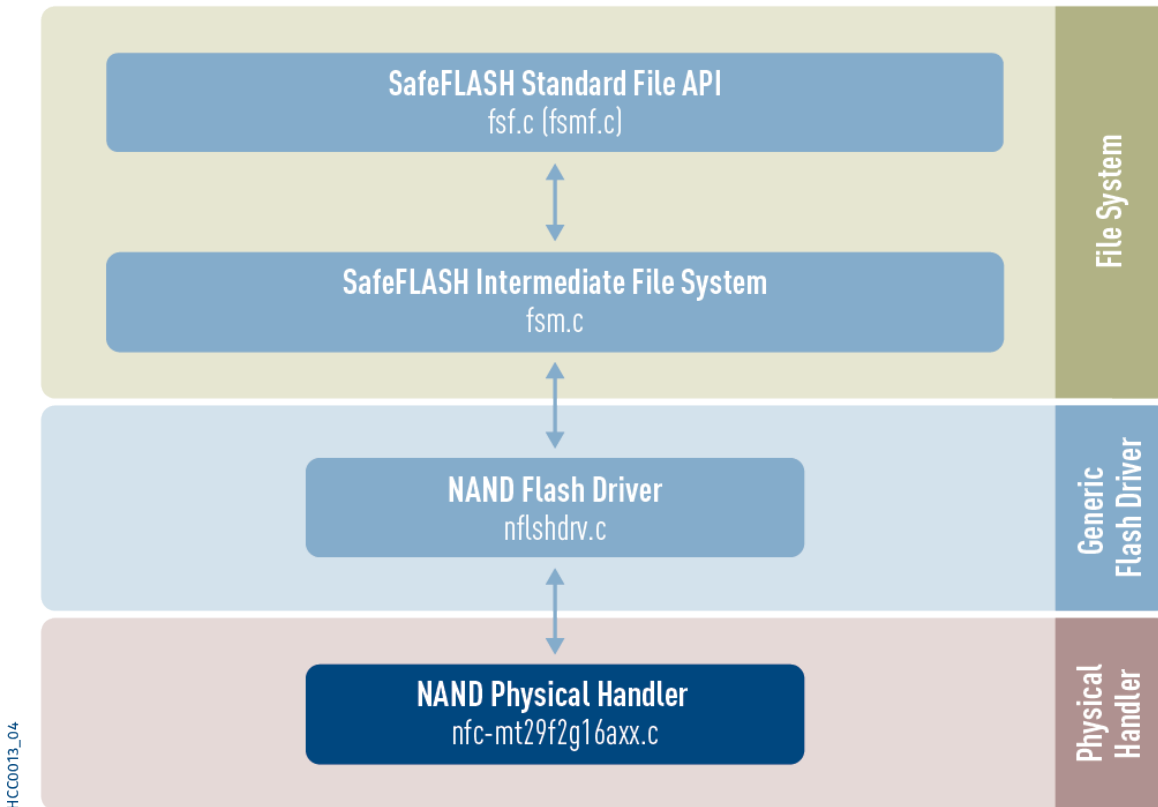 SafeFLASH Standard File API
fsf.c (fsmf.c)
SafeFLASH Intermediate File System
fsm.c
File System
NAND Flash Driver
nflshdrv.c
Generic
Flash Driver
NAND Physical Handler
nfc-mt29f2g16axx.c
Physical
Handler
HCC0013_04